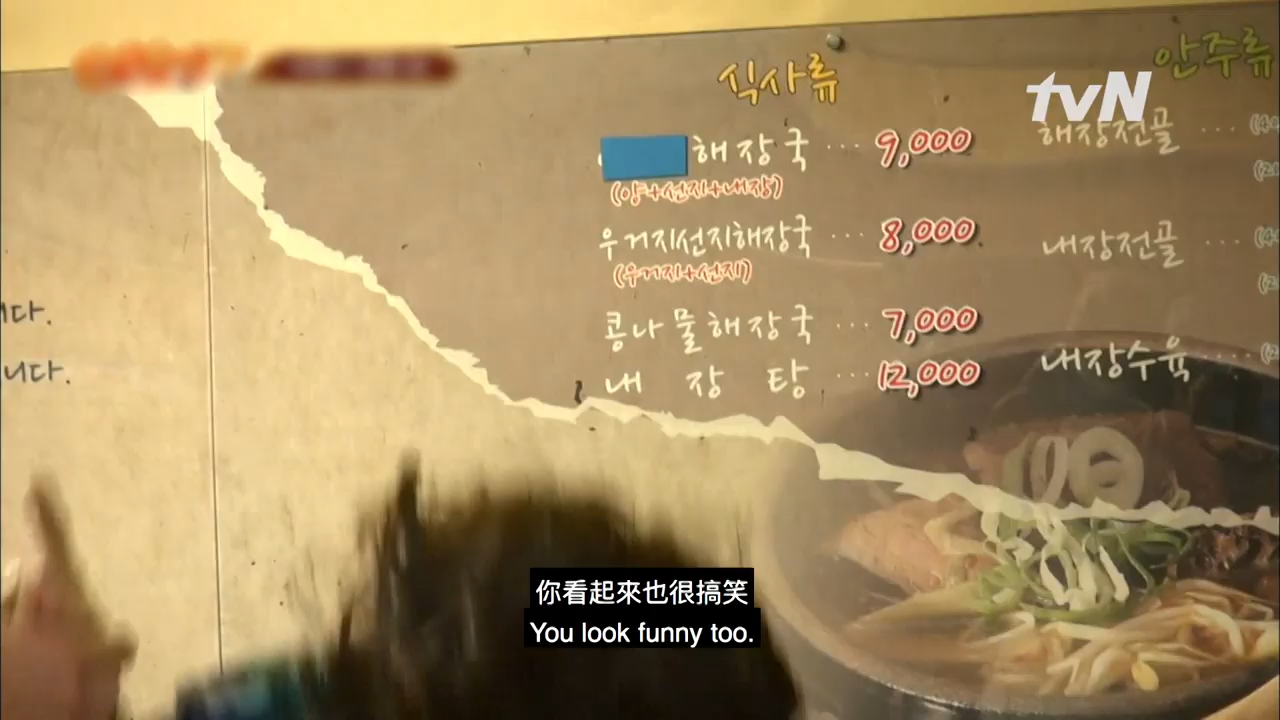 tvN
식사류
안주류
해장국 ··· 9,000
(양+선지+내장)
우거지선지해장국 ··· 8,000
(우거지+선지)
콩나물해장국 ··· 7,000
내장탕 ··· 12,000
해장전골 ···
내장전골 ···
내장수육 ···
니다.
니다.
你看起來也很搞笑
You look funny too.